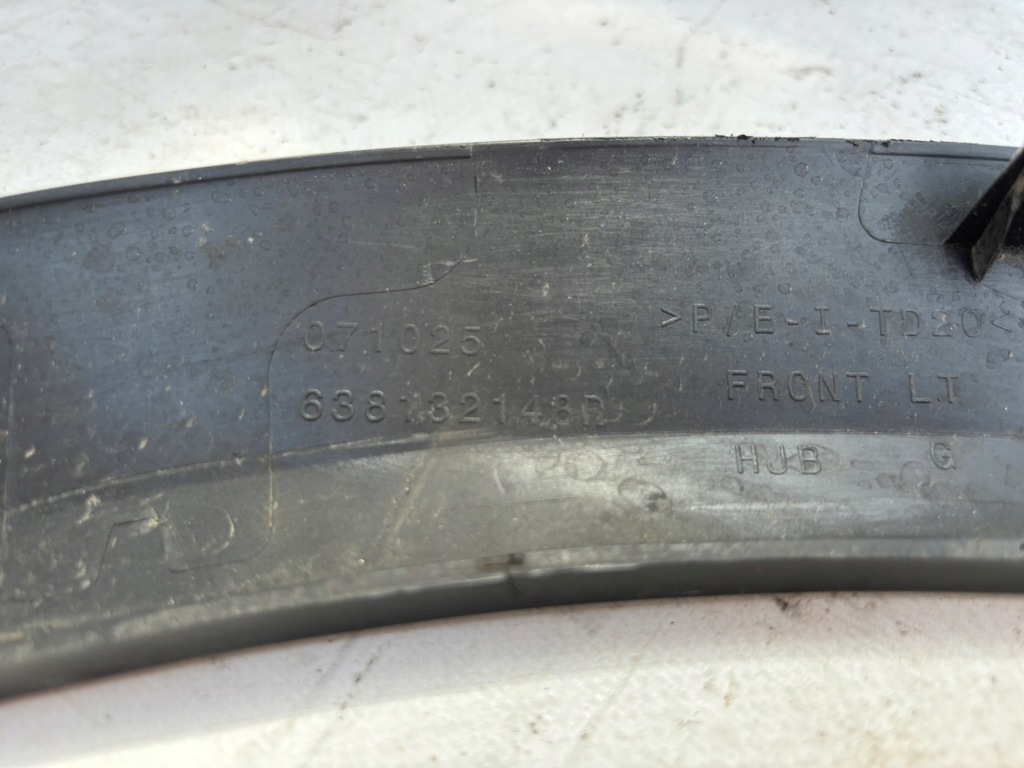 071025
638132148R
>P/E-I-TD20<
FRONT LT
HJB G